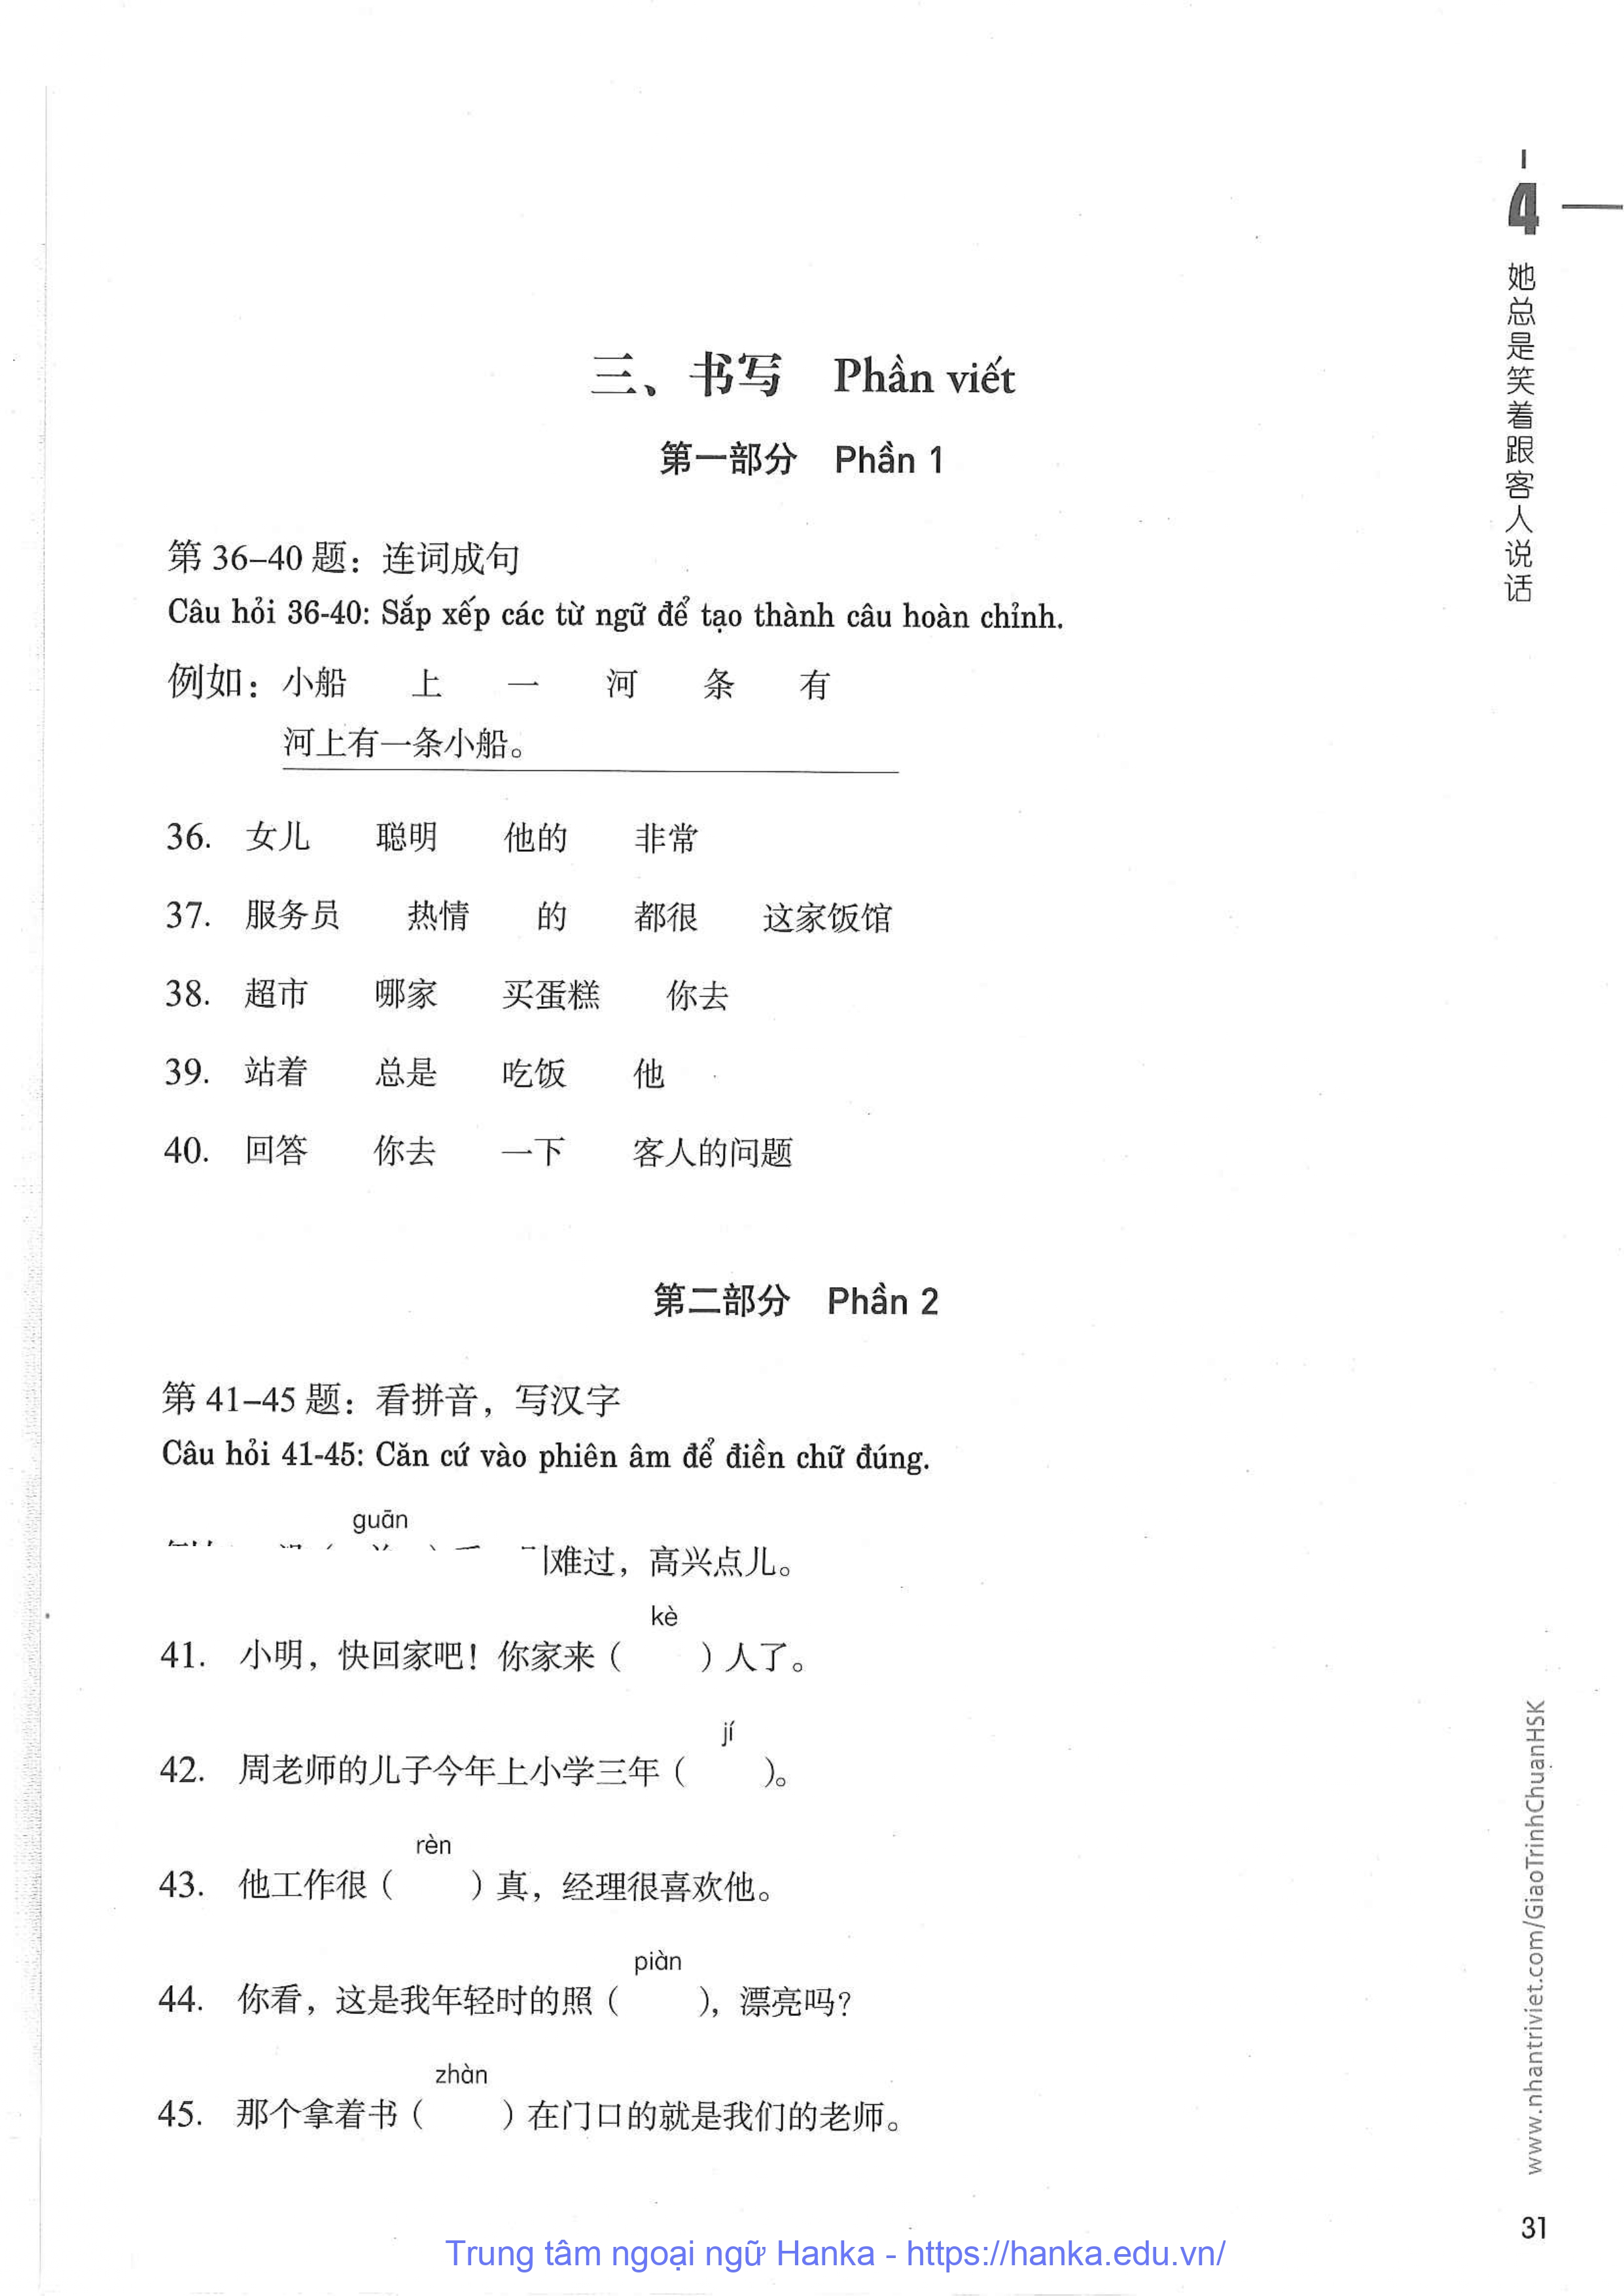 4
她总是笑着跟客人说话
三、书写 Phần viết
第一部分 Phần 1
第 36–40 题：连词成句
Câu hỏi 36-40: Sắp xếp các từ ngữ để tạo thành câu hoàn chỉnh.
例如：小船 上 一 河 条 有
河上有一条小船。
36. 女儿 聪明 他的 非常
37. 服务员 热情 的 都很 这家饭馆
38. 超市 哪家 买蛋糕 你去
39. 站着 总是 吃饭 他
40. 回答 你去 一下 客人的问题
第二部分 Phần 2
第 41–45 题：看拼音，写汉字
Câu hỏi 41-45: Căn cứ vào phiên âm để điền chữ đúng.
guān
难过，高兴点儿。
kè
41. 小明，快回家吧！你家来（ ）人了。
jí
42. 周老师的儿子今年上小学三年（ ）。
rèn
43. 他工作很（ ）真，经理很喜欢他。
piàn
44. 你看，这是我年轻时的照（ ），漂亮吗？
zhàn
45. 那个拿着书（ ）在门口的就是我们的老师。
www.nhantriviet.com/GiaoTrinhChuanHSK
31
Trung tâm ngoại ngữ Hanka - https://hanka.edu.vn/